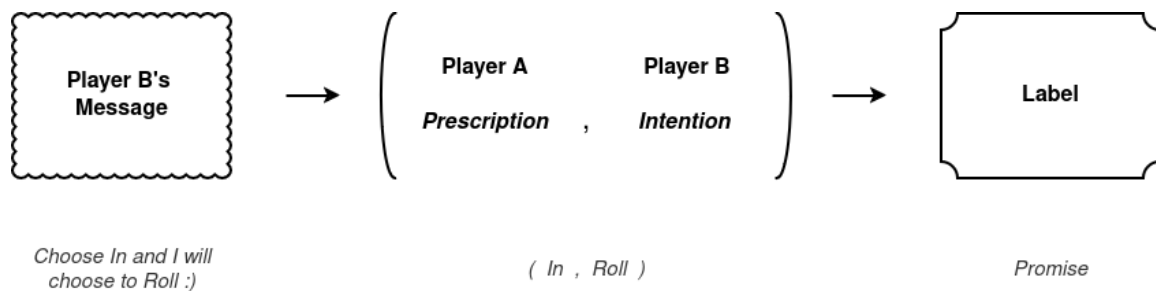 Player B's
Message
Player A
Prescription
,
Player B
Intention
Label
Choose In and I will
choose to Roll :)
( In , Roll )
Promise